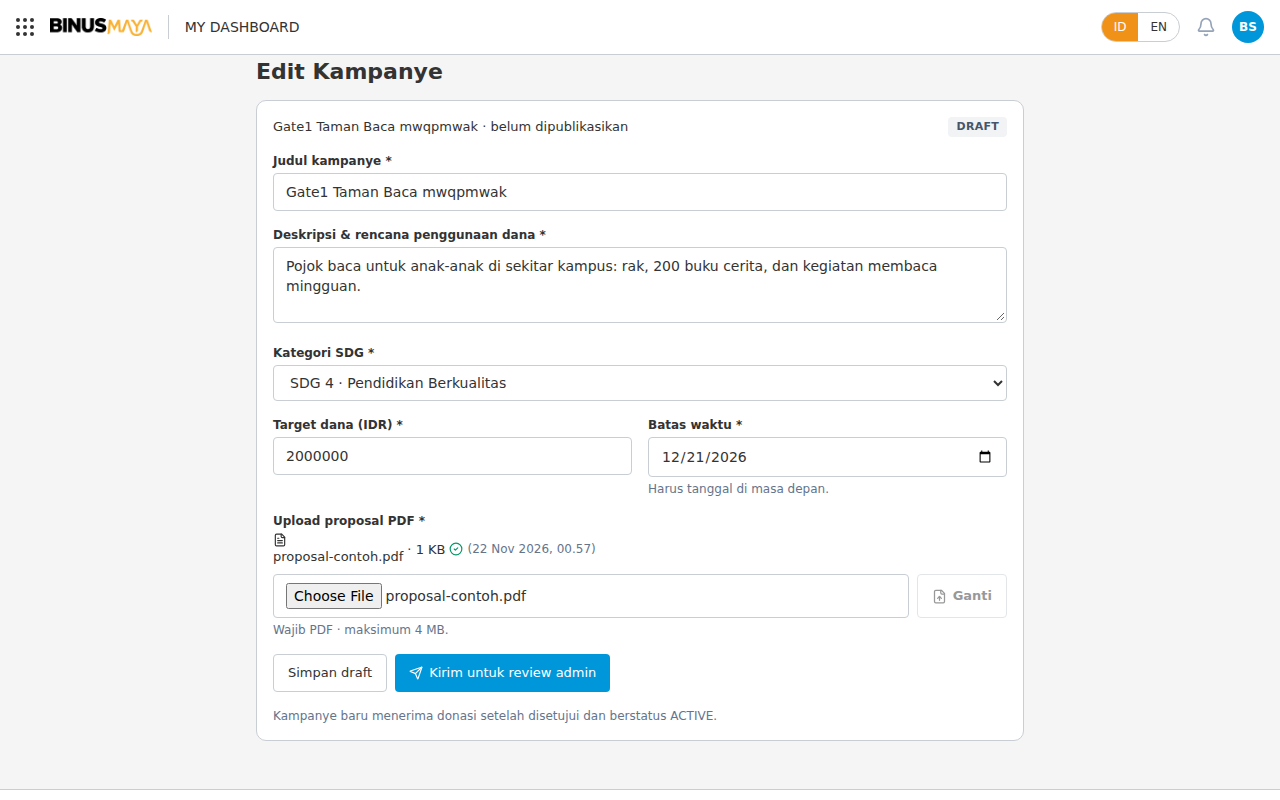 BINUSMAYA MY DASHBOARD ID EN BS
Edit Kampanye
Gate1 Taman Baca mwqpmwak · belum dipublikasikan DRAFT
Judul kampanye *
Gate1 Taman Baca mwqpmwak
Deskripsi & rencana penggunaan dana *
Pojok baca untuk anak-anak di sekitar kampus: rak, 200 buku cerita, dan kegiatan membaca
mingguan.
Kategori SDG *
SDG 4 · Pendidikan Berkualitas
Target dana (IDR) * Batas waktu *
2000000 12/21/2026
Harus tanggal di masa depan.
Upload proposal PDF *
proposal-contoh.pdf · 1 KB (22 Nov 2026, 00.57)
Choose File proposal-contoh.pdf Ganti
Wajib PDF · maksimum 4 MB.
Simpan draft Kirim untuk review admin
Kampanye baru menerima donasi setelah disetujui dan berstatus ACTIVE.